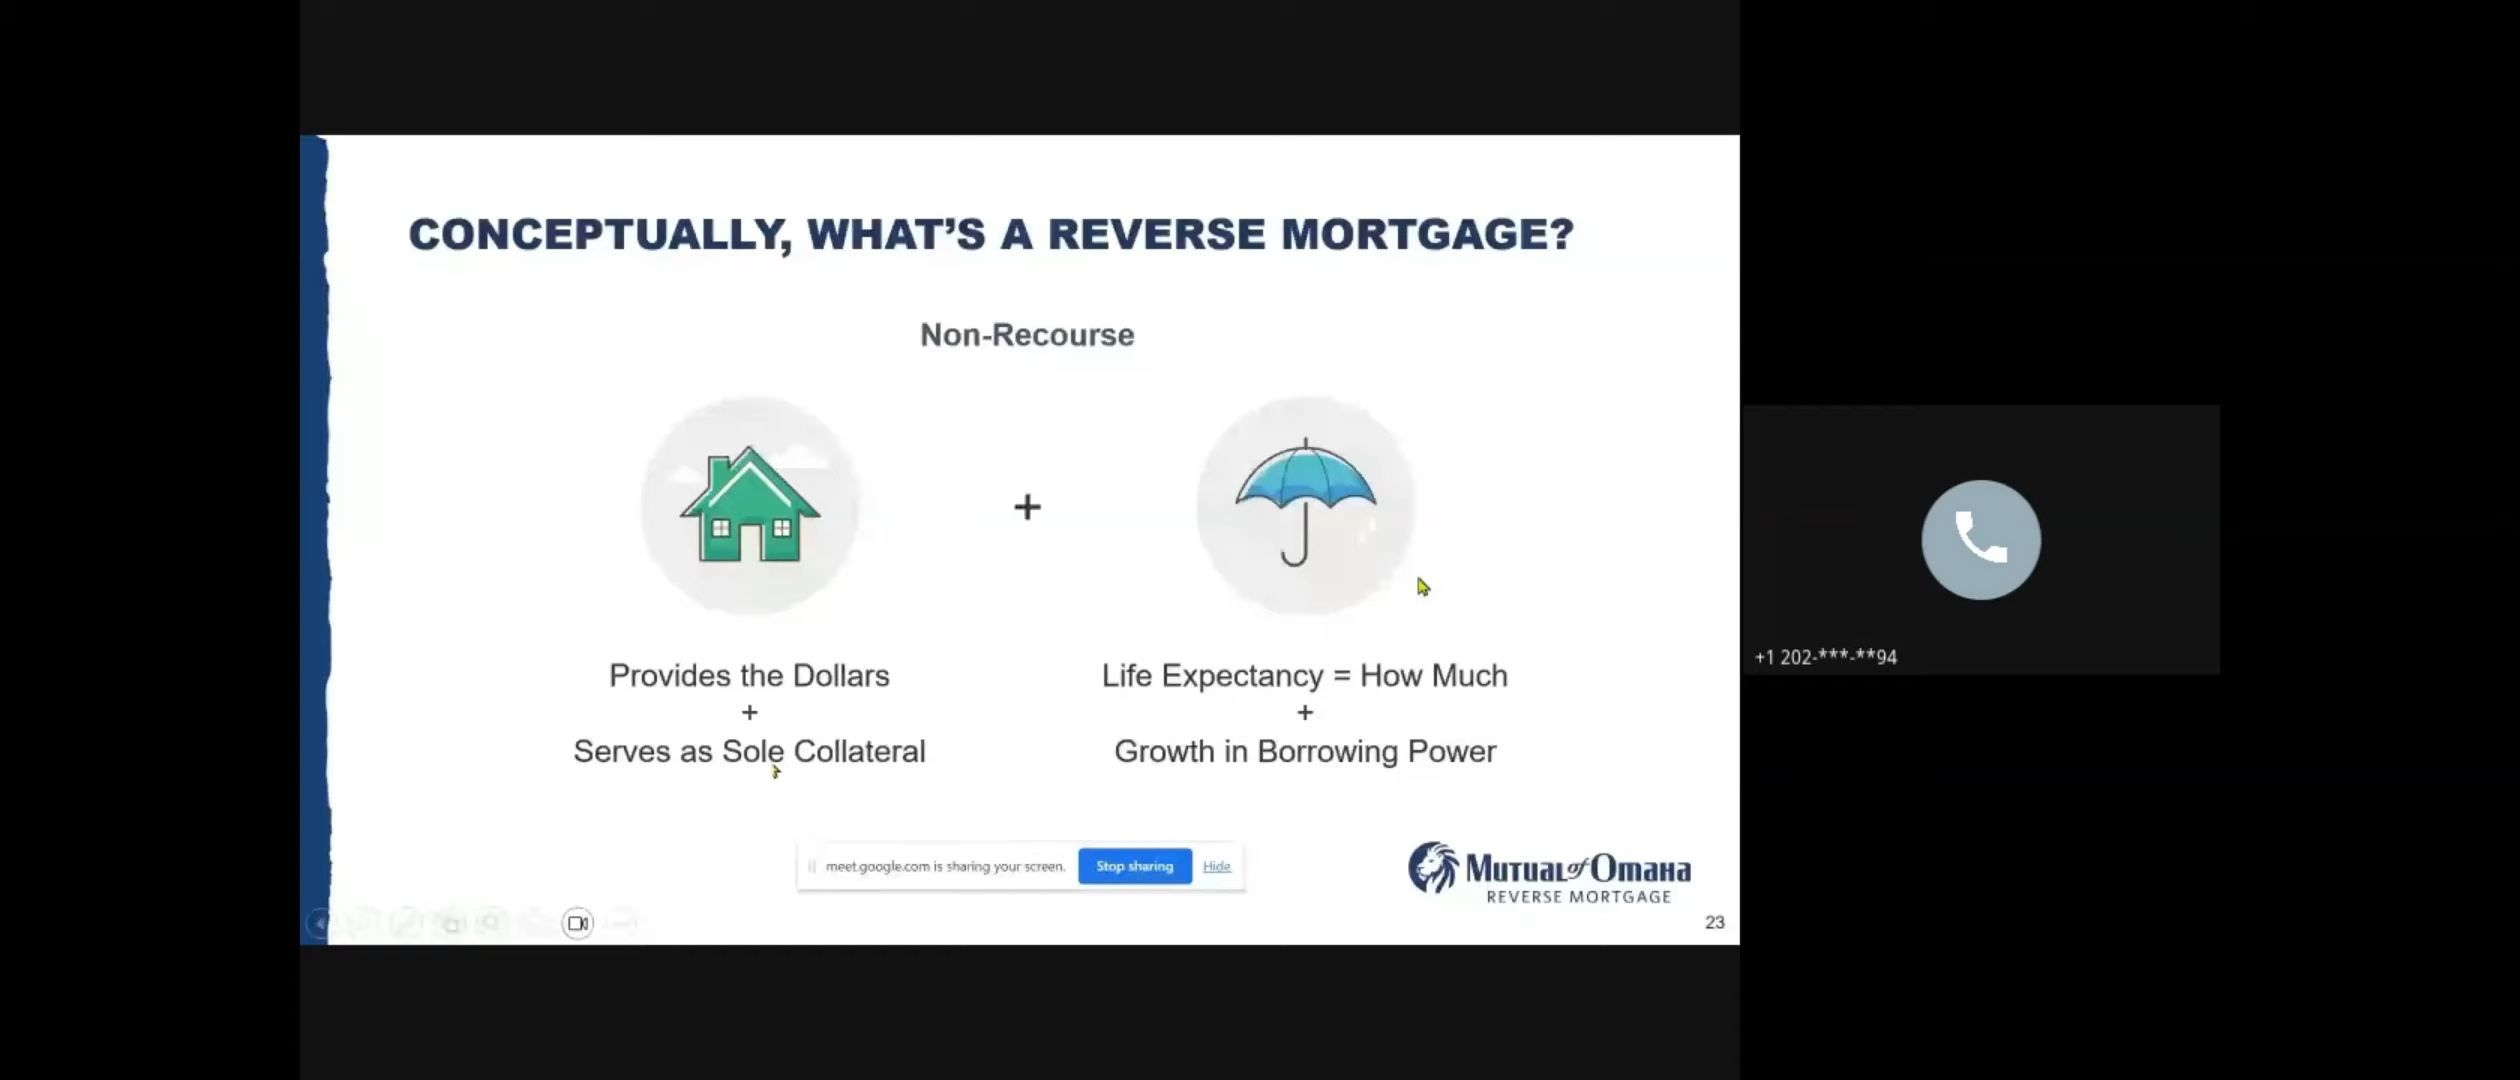 CONCEPTUALLY, WHAT'S A REVERSE MORTGAGE?
Non-Recourse
+
Provides the Dollars
+
Serves as Sole Collateral
Life Expectancy = How Much
+
Growth in Borrowing Power
meet.google.com is sharing your screen.
Stop sharing
Hide
Mutual of Omaha
REVERSE MORTGAGE
23
+1 202-***-**94